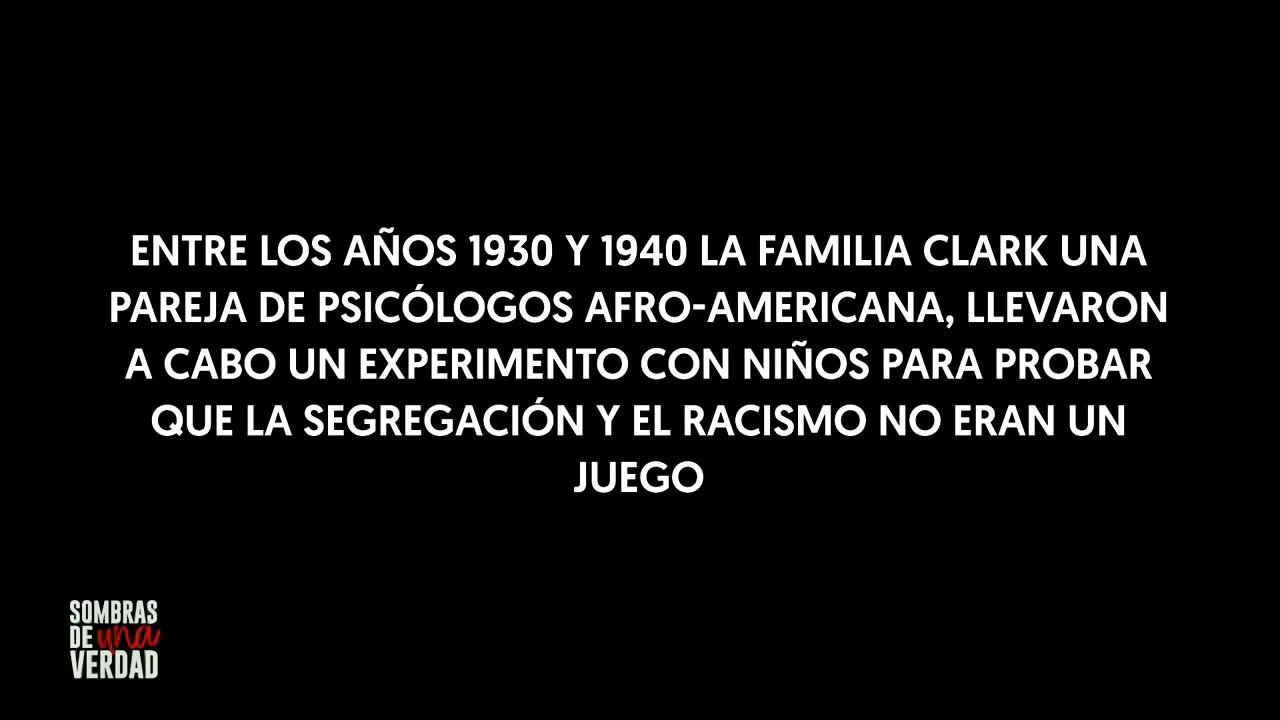 ENTRE LOS AÑOS 1930 Y 1940 LA FAMILIA CLARK UNA
PAREJA DE PSICÓLOGOS AFRO-AMERICANA, LLEVARON
A CABO UN EXPERIMENTO CON NIÑOS PARA PROBAR
QUE LA SEGREGACIÓN Y EL RACISMO NO ERAN UN
JUEGO
SOMBRAS
DE una
VERDAD